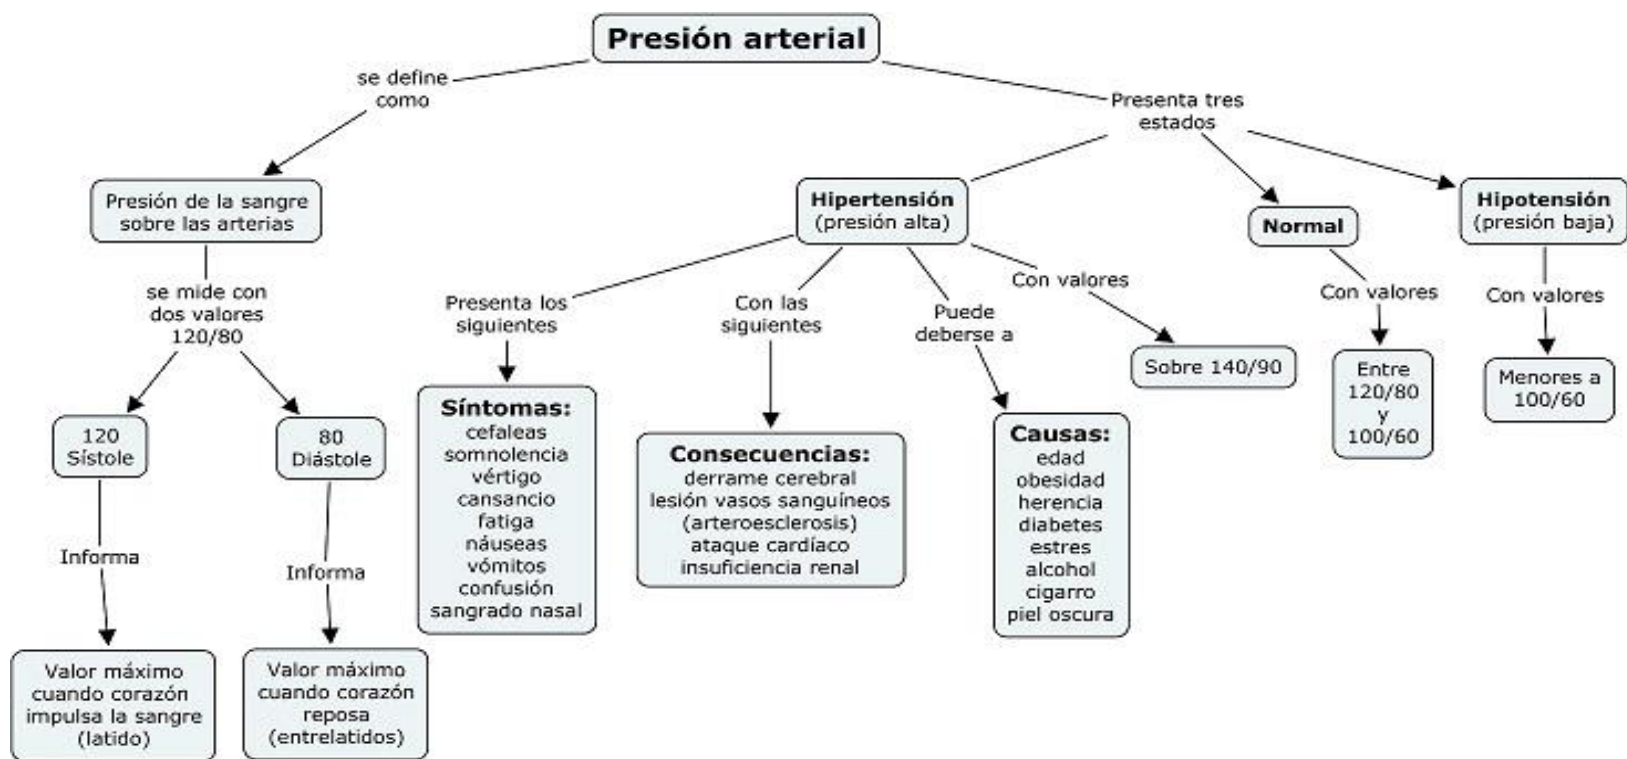 Presión arterial
se define
como
Presenta tres
estados
Presión de la sangre
sobre las arterias
se mide con
dos valores
120/80
120
Sístole
80
Diástole
Informa
Informa
Valor máximo
cuando corazón
impulsa la sangre
(latido)
Valor máximo
cuando corazón
reposa
(entrelatidos)
Hipertensión
(presión alta)
Presenta los
siguientes
Síntomas:
cefaleas
somnolencia
vértigo
cansancio
fatiga
náuseas
vómitos
confusión
sangrado nasal
Con las
siguientes
Consecuencias:
derrame cerebral
lesión vasos sanguíneos
(arteroesclerosis)
ataque cardíaco
insuficiencia renal
Puede
deberse a
Causas:
edad
obesidad
herencia
diabetes
estres
alcohol
cigarro
piel oscura
Con valores
Sobre 140/90
Normal
Con valores
Entre
120/80
y
100/60
Hipotensión
(presión baja)
Con valores
Menores a
100/60